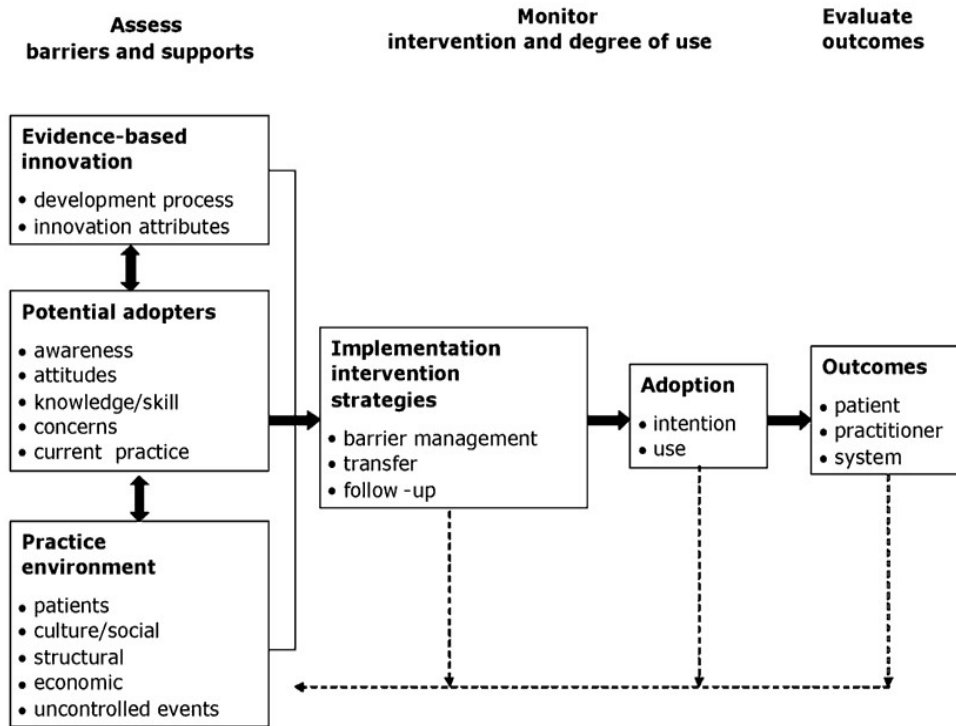 Assess
barriers and supports
Monitor
intervention and degree of use
Evaluate
outcomes
Evidence-based
innovation
• development process
• innovation attributes
Potential adopters
• awareness
• attitudes
• knowledge/skill
• concerns
• current practice
Practice
environment
• patients
• culture/social
• structural
• economic
• uncontrolled events
Implementation
intervention
strategies
• barrier management
• transfer
• follow -up
Adoption
• intention
• use
Outcomes
• patient
• practitioner
• system